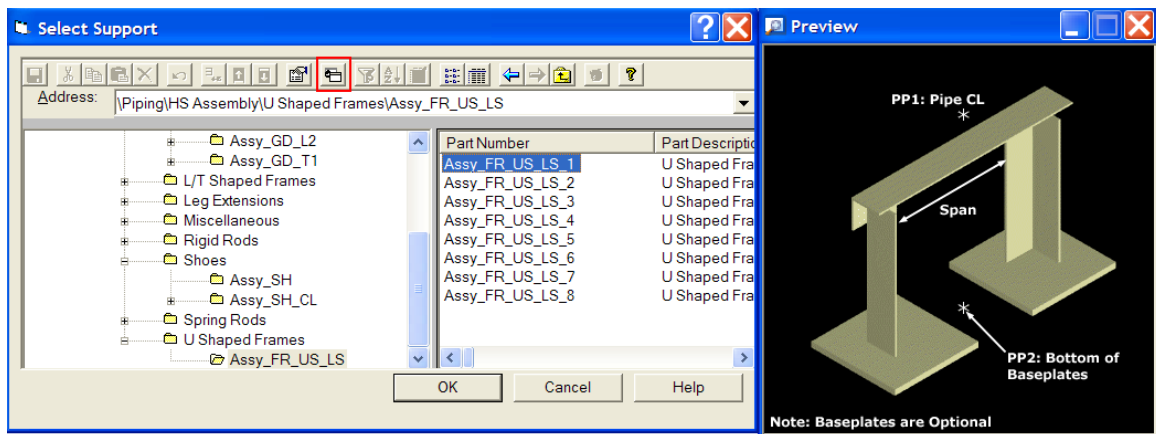 Select Support
Address: \Piping\HS Assembly\U Shaped Frames\Assy_FR_US_LS
Assy_GD_L2
Assy_GD_T1
L/T Shaped Frames
Leg Extensions
Miscellaneous
Rigid Rods
Shoes
Assy_SH
Assy_SH_CL
Spring Rods
U Shaped Frames
Assy_FR_US_LS
Part Number Part Descriptio
Assy_FR_US_LS_1 U Shaped Fra
Assy_FR_US_LS_2 U Shaped Fra
Assy_FR_US_LS_3 U Shaped Fra
Assy_FR_US_LS_4 U Shaped Fra
Assy_FR_US_LS_5 U Shaped Fra
Assy_FR_US_LS_6 U Shaped Fra
Assy_FR_US_LS_7 U Shaped Fra
Assy_FR_US_LS_8 U Shaped Fra
OK Cancel Help
Preview
PP1: Pipe CL
Span
PP2: Bottom of
Baseplates
Note: Baseplates are Optional